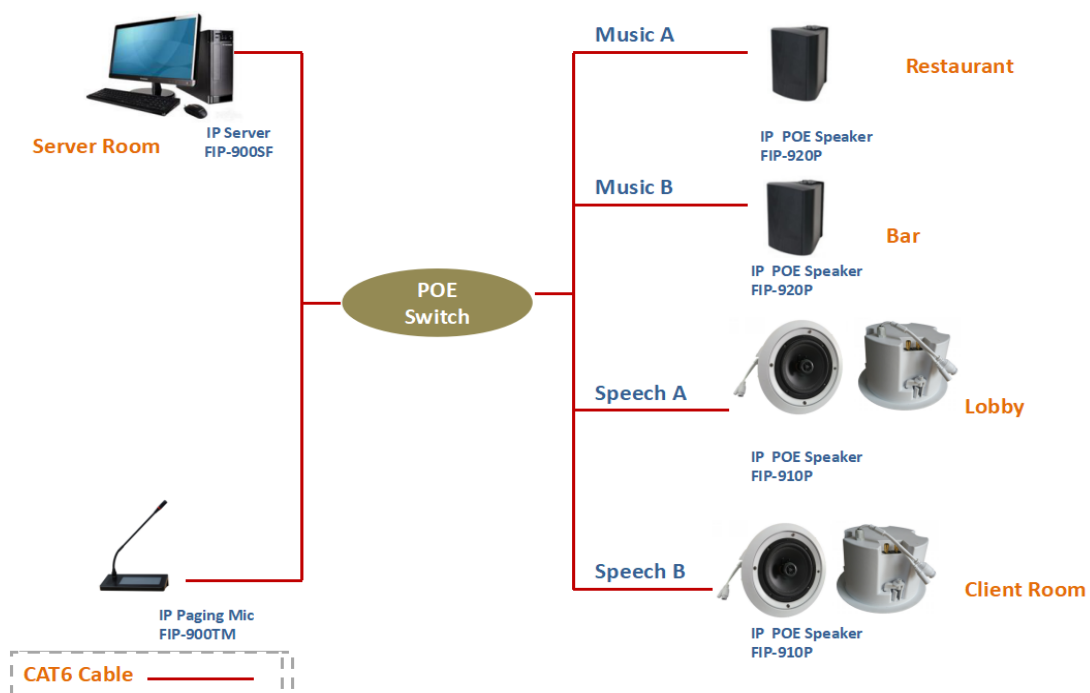 Music A
Restaurant
IP Server
FIP-900SF
Server Room
IP POE Speaker
FIP-920P
Music B
Bar
IP POE Speaker
FIP-920P
POE
Switch
Speech A
Lobby
IP POE Speaker
FIP-910P
Speech B
Client Room
IP Paging Mic
FIP-900TM
IP POE Speaker
FIP-910P
CAT6 Cable